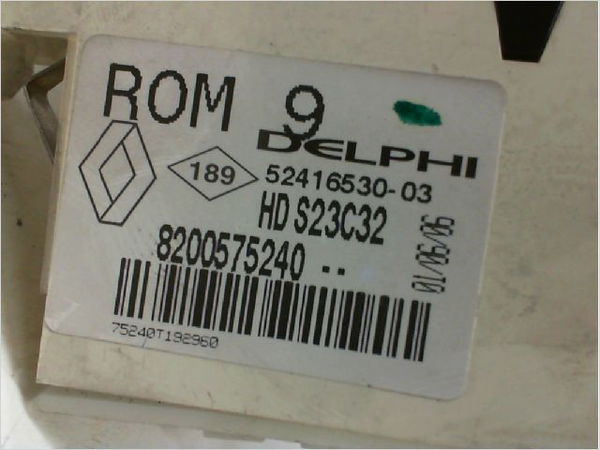 ROM 9
DELPHI
189
52416530-03
HD S23C32
8200575240 --
01/06/06
75240T192960